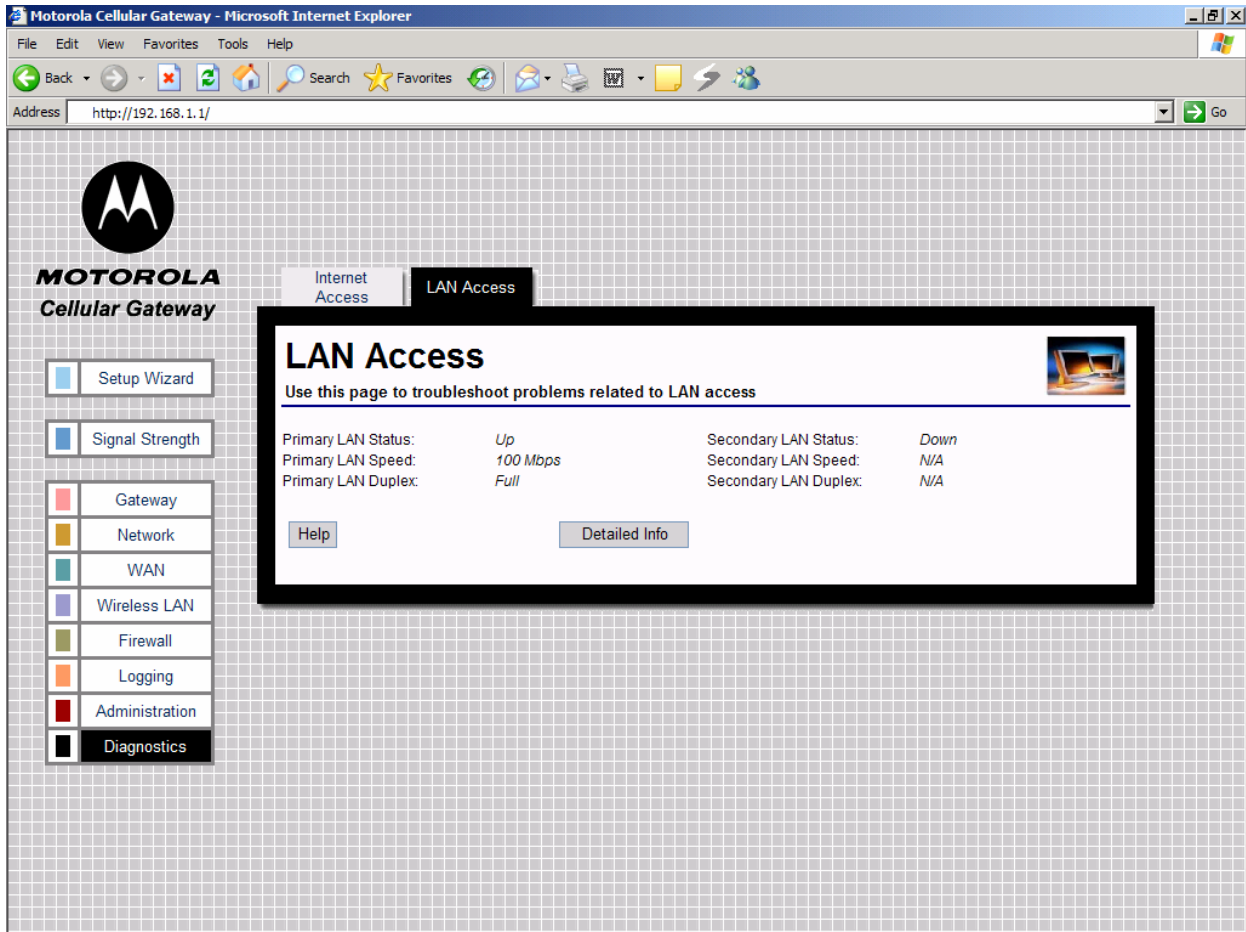 Motorola Cellular Gateway - Microsoft Internet Explorer
File Edit View Favorites Tools Help
Back Search Favorites
Address http://192.168.1.1/ Go
MOTOROLA
Cellular Gateway
Internet Access
LAN Access
Setup Wizard
Signal Strength
Gateway
Network
WAN
Wireless LAN
Firewall
Logging
Administration
Diagnostics
LAN Access
Use this page to troubleshoot problems related to LAN access
Primary LAN Status: Up Secondary LAN Status: Down
Primary LAN Speed: 100 Mbps Secondary LAN Speed: N/A
Primary LAN Duplex: Full Secondary LAN Duplex: N/A
Help Detailed Info